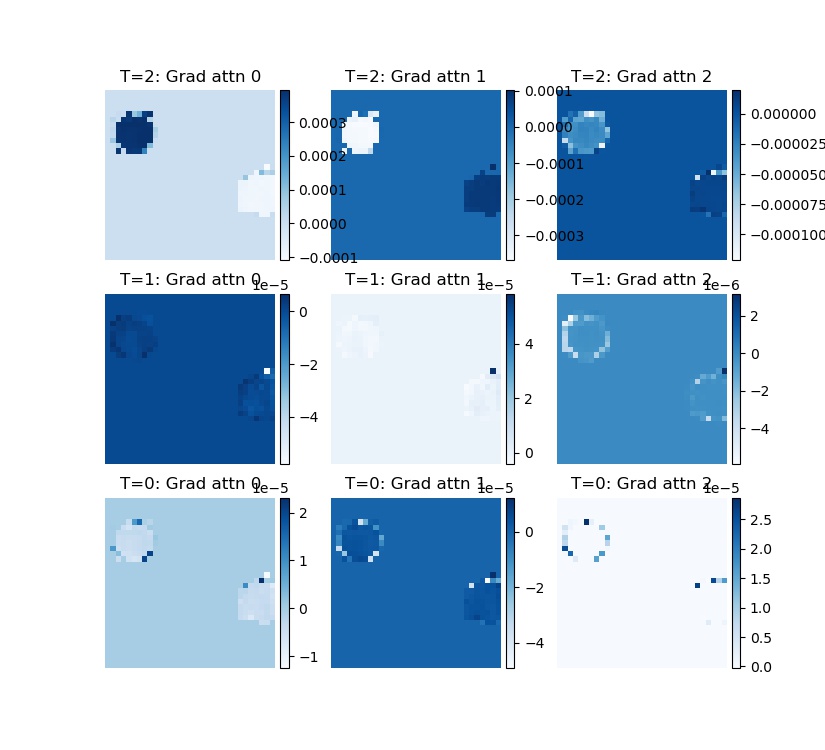 T=2: Grad attn 0
0.0003
0.0002
0.0001
0.0000
−0.0001
T=2: Grad attn 1
0.0001
0.0000
−0.0001
−0.0002
−0.0003
T=2: Grad attn 2
0.000000
−0.000025
−0.000050
−0.000075
−0.000100
T=1: Grad attn 0
1e−5
0
−2
−4
T=1: Grad attn 1
1e−5
4
2
0
T=1: Grad attn 2
1e−6
2
0
−2
−4
T=0: Grad attn 0
1e−5
2
1
0
−1
T=0: Grad attn 1
1e−5
0
−2
−4
T=0: Grad attn 2
1e−5
2.5
2.0
1.5
1.0
0.5
0.0